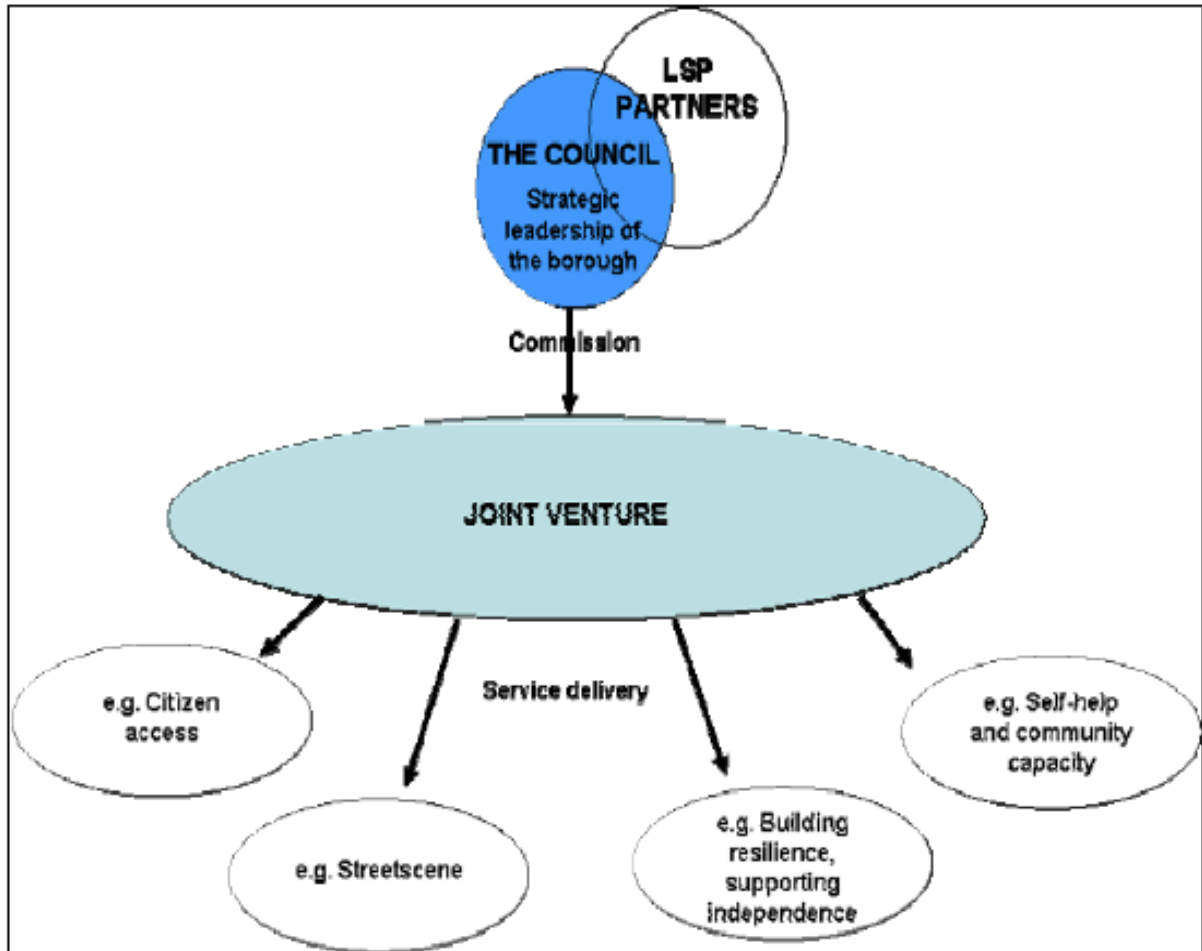 LSP
PARTNERS
THE COUNCIL
Strategic
leadership of
the borough
Commission
JOINT VENTURE
Service delivery
e.g. Citizen
access
e.g. Streetscene
e.g. Building
resilience,
supporting
independence
e.g. Self-help
and community
capacity